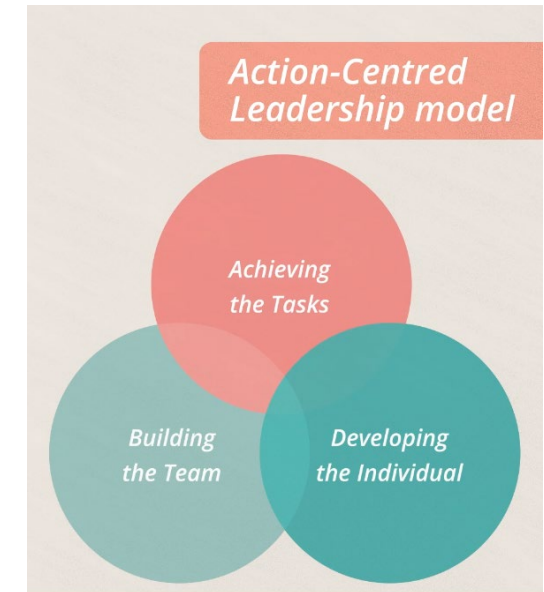 Action-Centred
Leadership model
Achieving
the Tasks
Building
the Team
Developing
the Individual